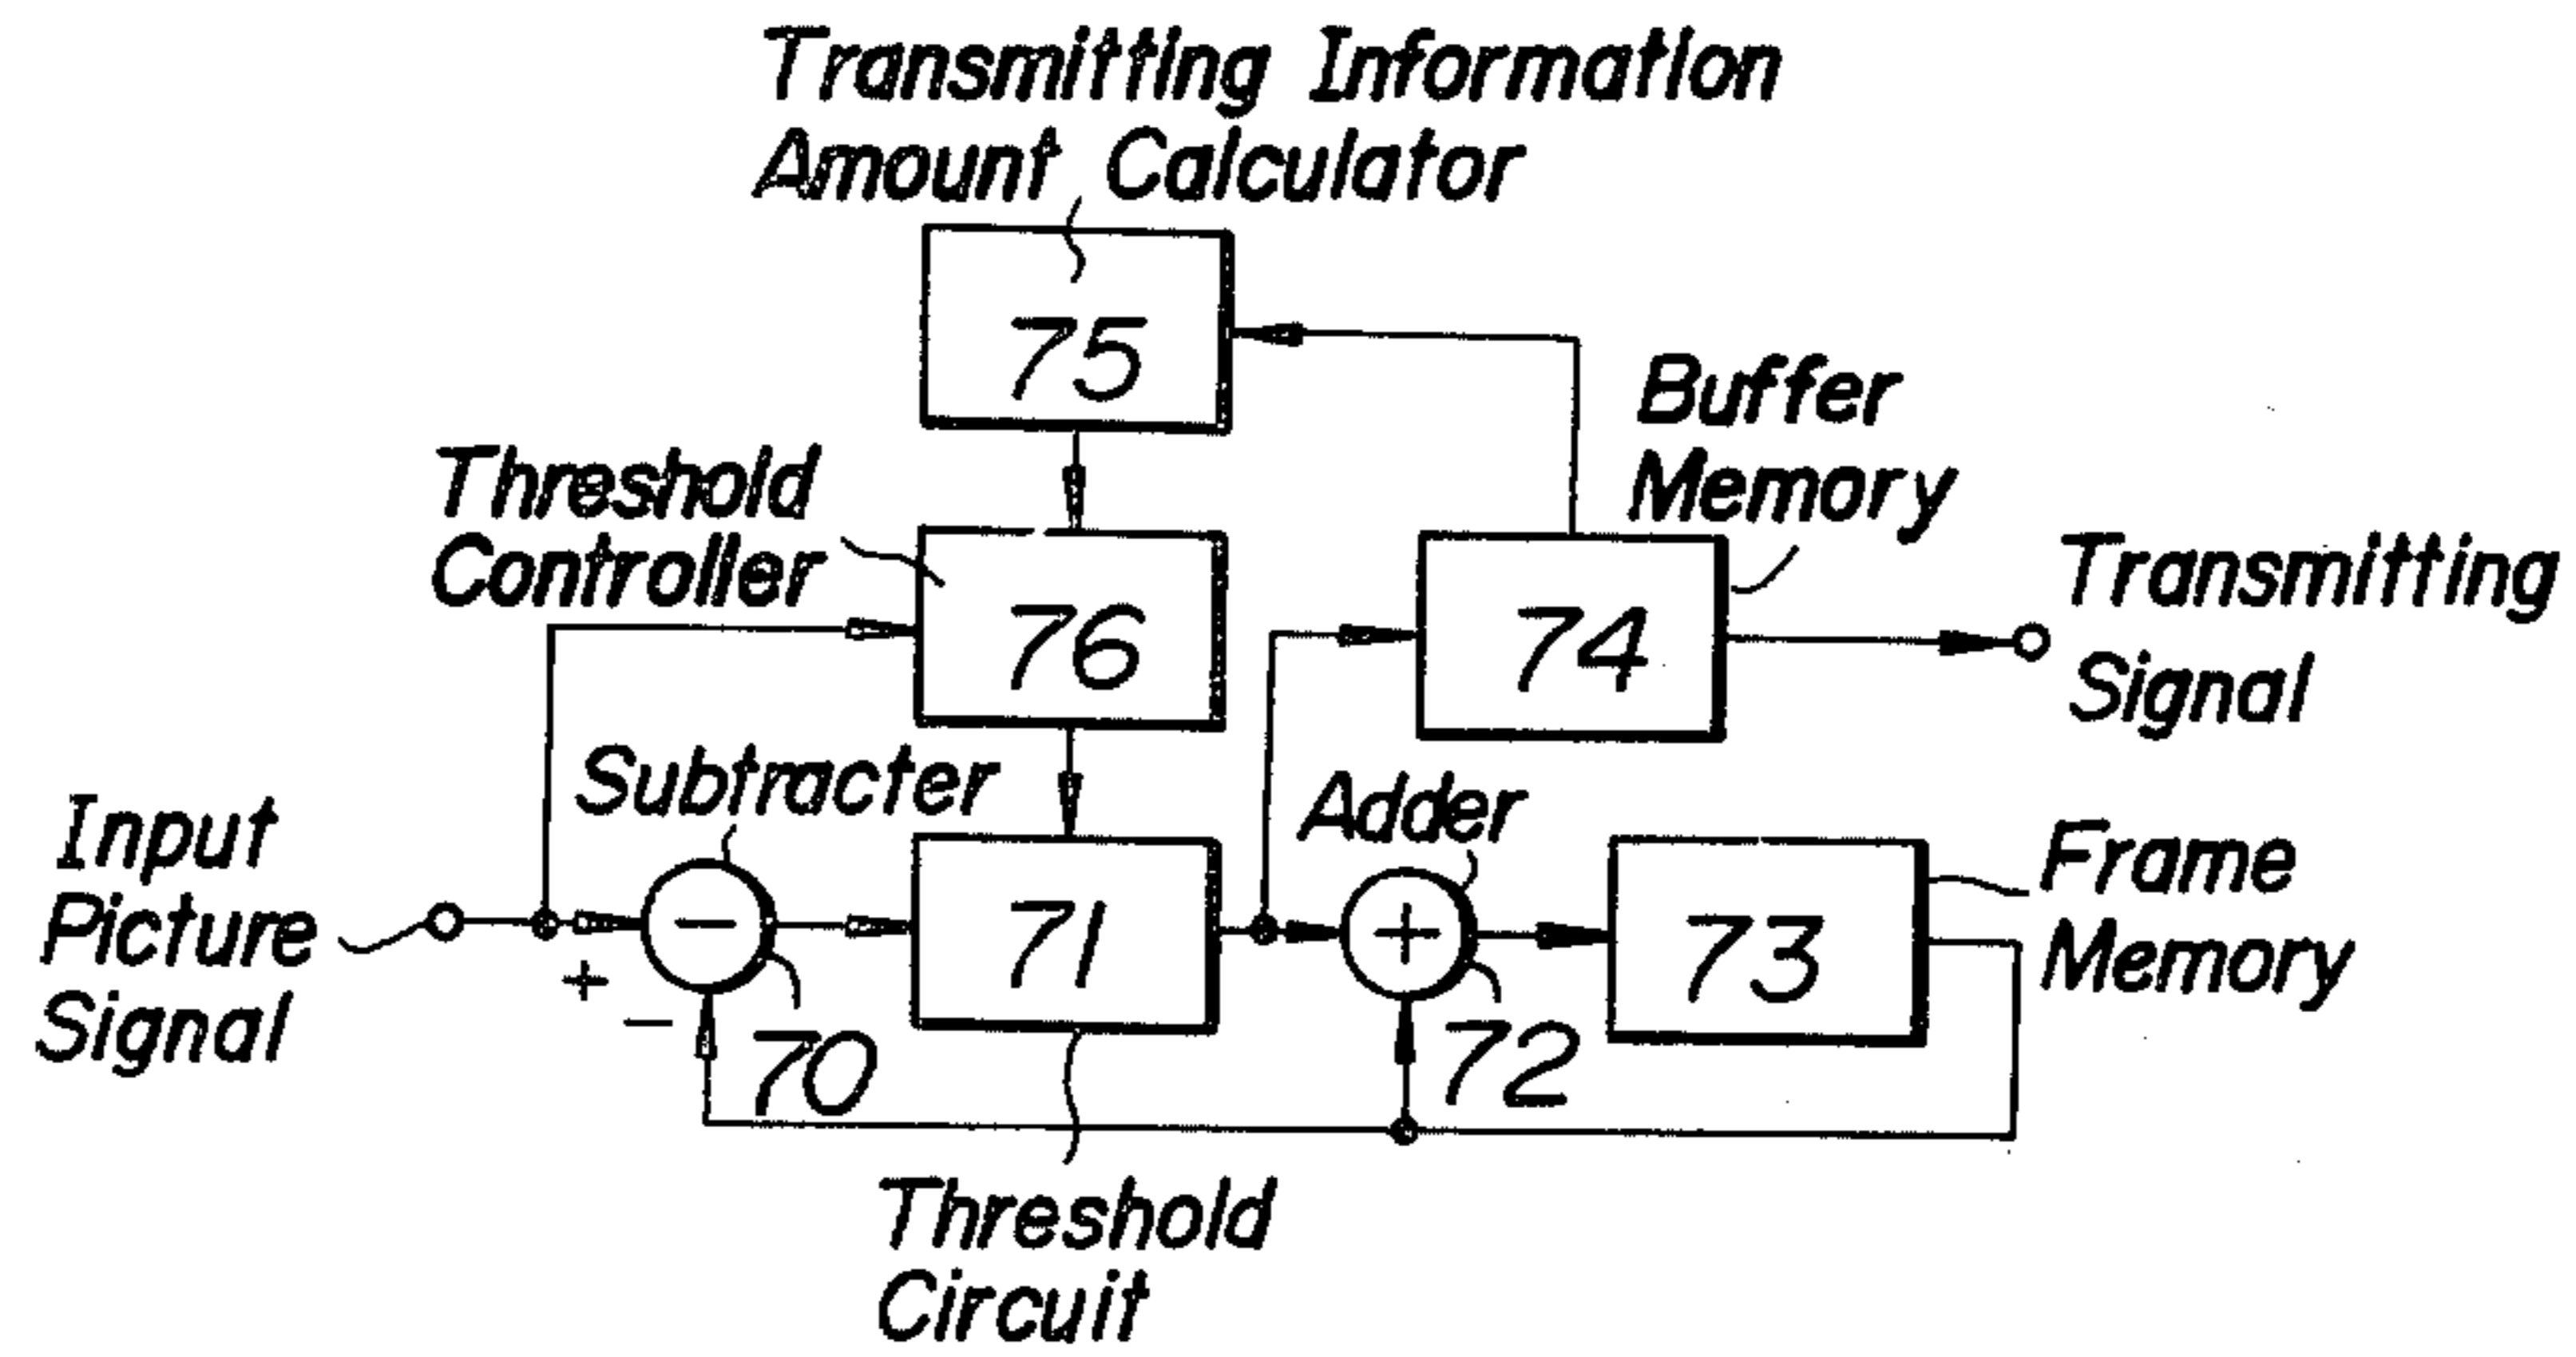 Transmitting Information
Amount Calculator
75
Buffer
Memory
Threshold
Controller
76
74
Transmitting
Signal
Subtracter
Adder
Input
Picture
Signal
−
71
+
73
Frame
Memory
+
−
70
72
Threshold
Circuit